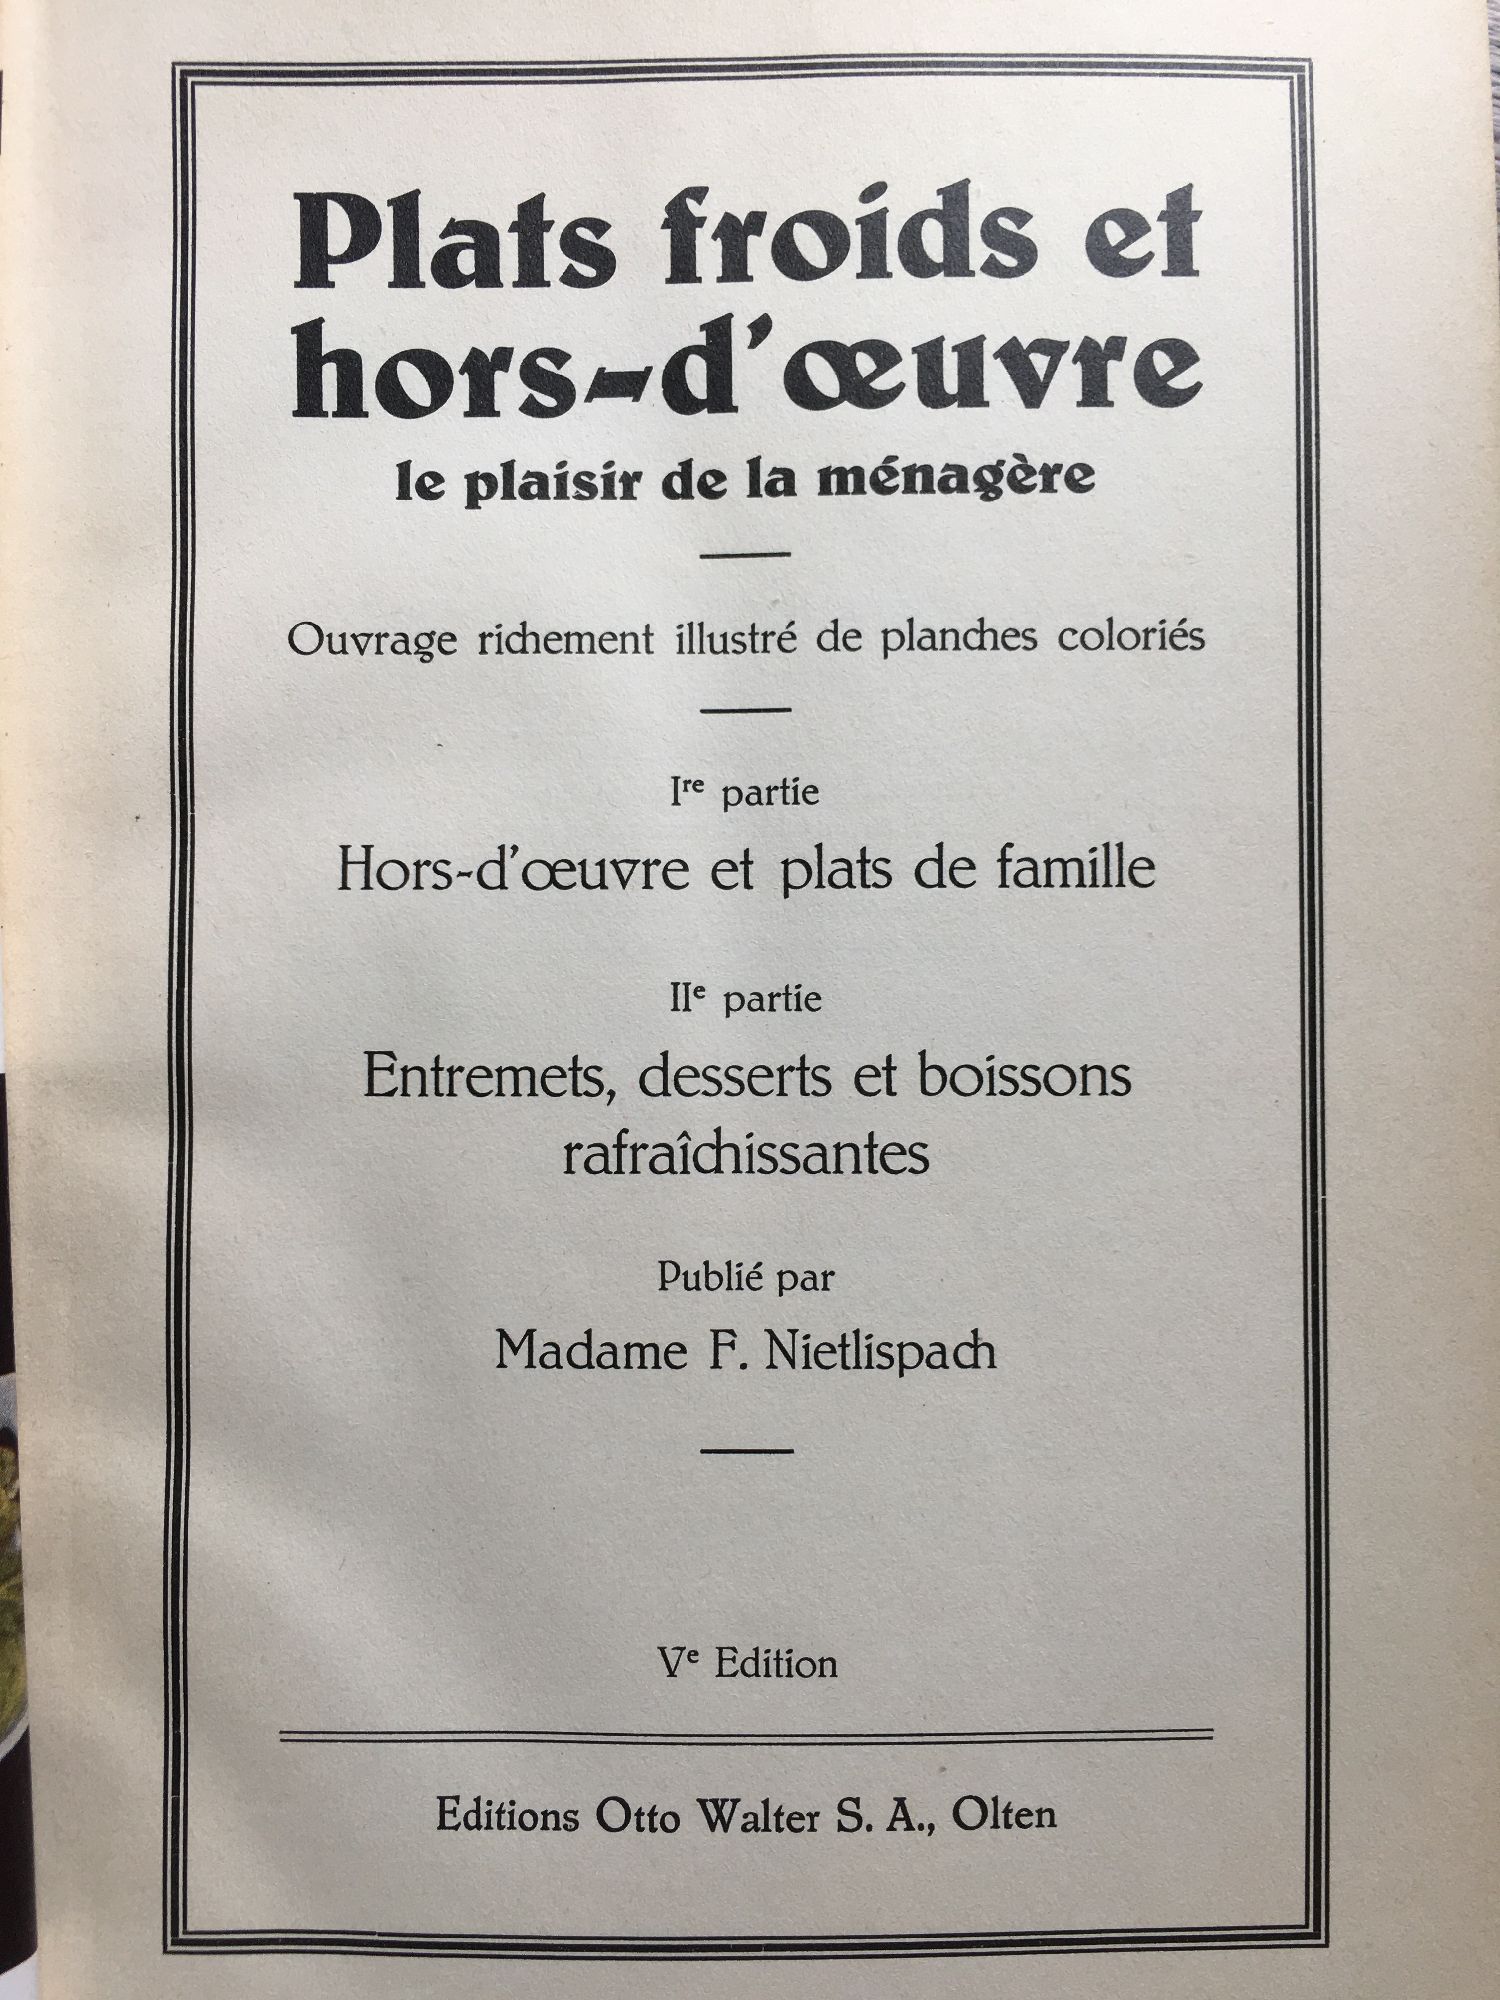 Plats froids et
hors-d'œuvre
le plaisir de la ménagère
Ouvrage richement illustré de planches coloriés
Ire partie
Hors-d'œuvre et plats de famille
IIe partie
Entremets, desserts et boissons
rafraîchissantes
Publié par
Madame F. Nietlispach
Ve Edition
Editions Otto Walter S. A., Olten